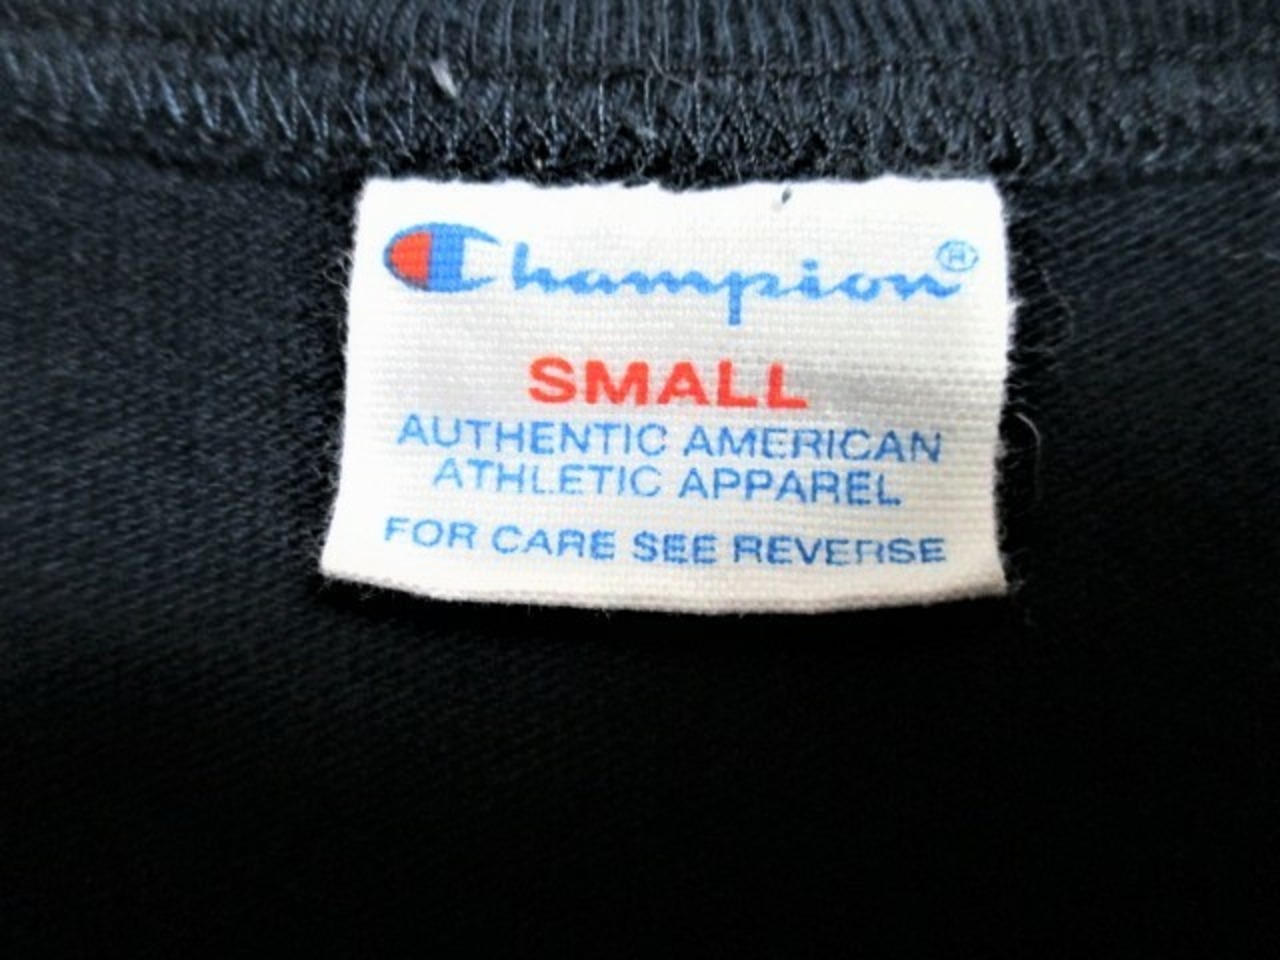 Champion®
SMALL
AUTHENTIC AMERICAN
ATHLETIC APPAREL
FOR CARE SEE REVERSE